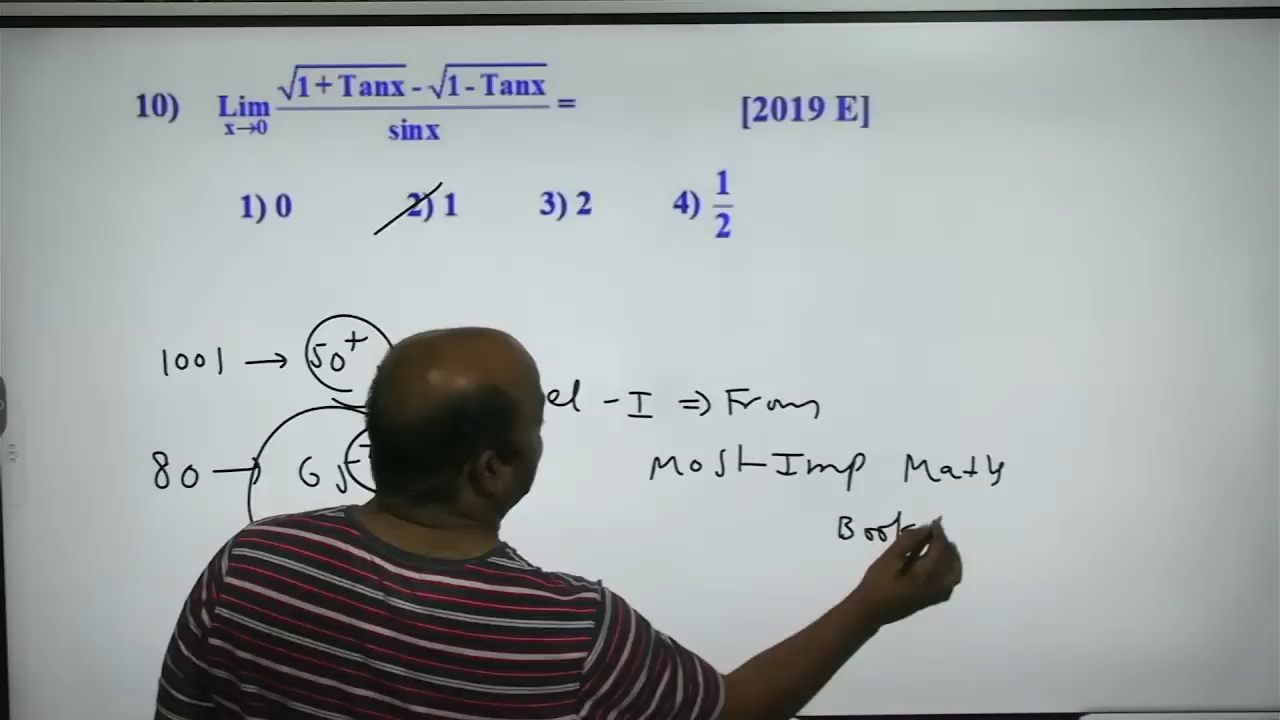 10) Lim x→0 √1+Tanx - √1-Tanx / sinx = [2019 E]
1) 0 2) 1 3) 2 4) 1/2
1001 → 50+
el - I ⇒ From
80 → 65
Most Imp Maths
Book